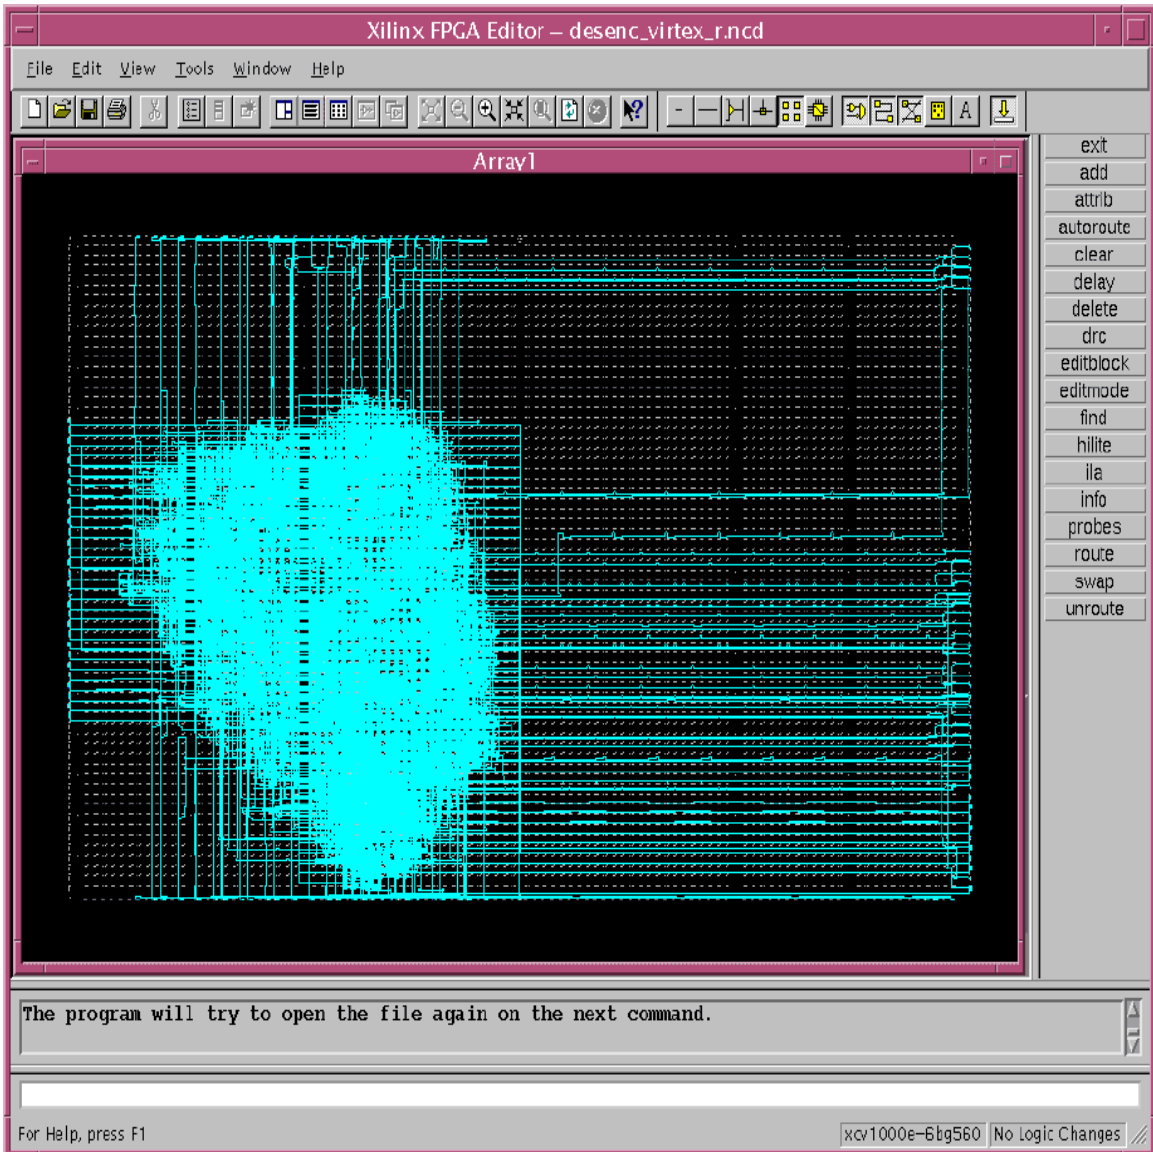 Xilinx FPGA Editor – desenc_virtex_r.ncd
File Edit View Tools Window Help
A
Array1
exit
add
attrib
autoroute
clear
delay
delete
drc
editblock
editmode
find
hilite
ila
info
probes
route
swap
unroute
The program will try to open the file again on the next command.
For Help, press F1
xcv1000e-6bg560 No Logic Changes